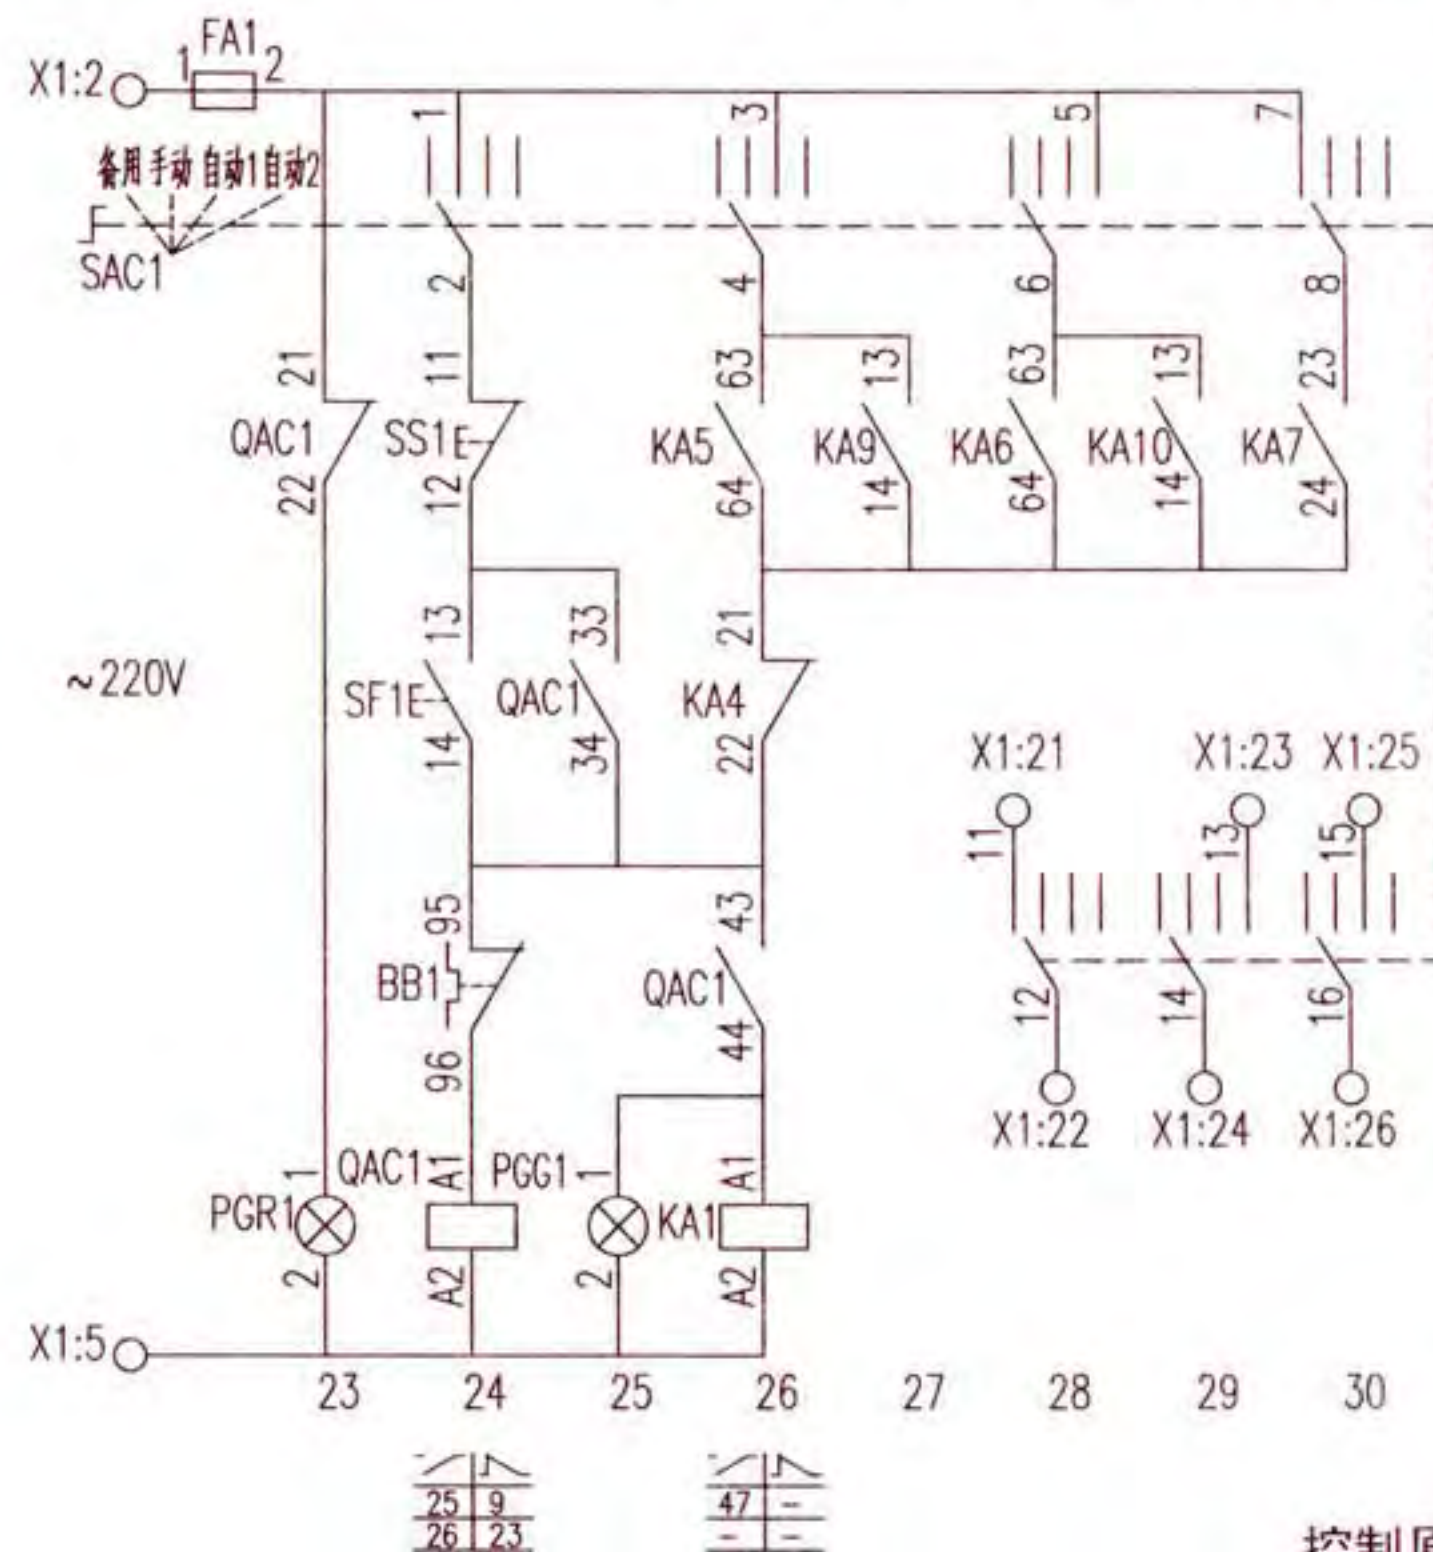 FA1
X1:2 1 2
1 3 5 7
备用 手动 自动1 自动2
SAC1
2 4 6 8
21 11 63 13 63 13 23
QAC1 SS1E KA5 KA9 KA6 KA10 KA7
22 12 64 14 64 14 24
13 33 21
~220V
SF1E QAC1 KA4
14 34 22
X1:21 X1:23 X1:25
11 13 15
95 43
BB1 QAC1
12 14 16
96 44
X1:22 X1:24 X1:26
1 QAC1 A1 PGG1 1 A1
PGR1 KA1
2 A2 2 A2
X1:5
23 24 25 26 27 28 29 30
25 9 47 -
26 23 - -
控制原